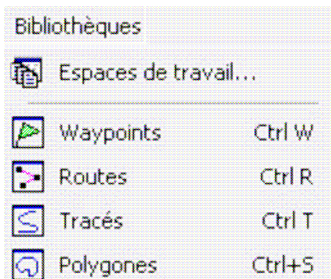 Bibliothèques
Espaces de travail...
Waypoints Ctrl W
Routes Ctrl R
Tracés Ctrl T
Polygones Ctrl+S